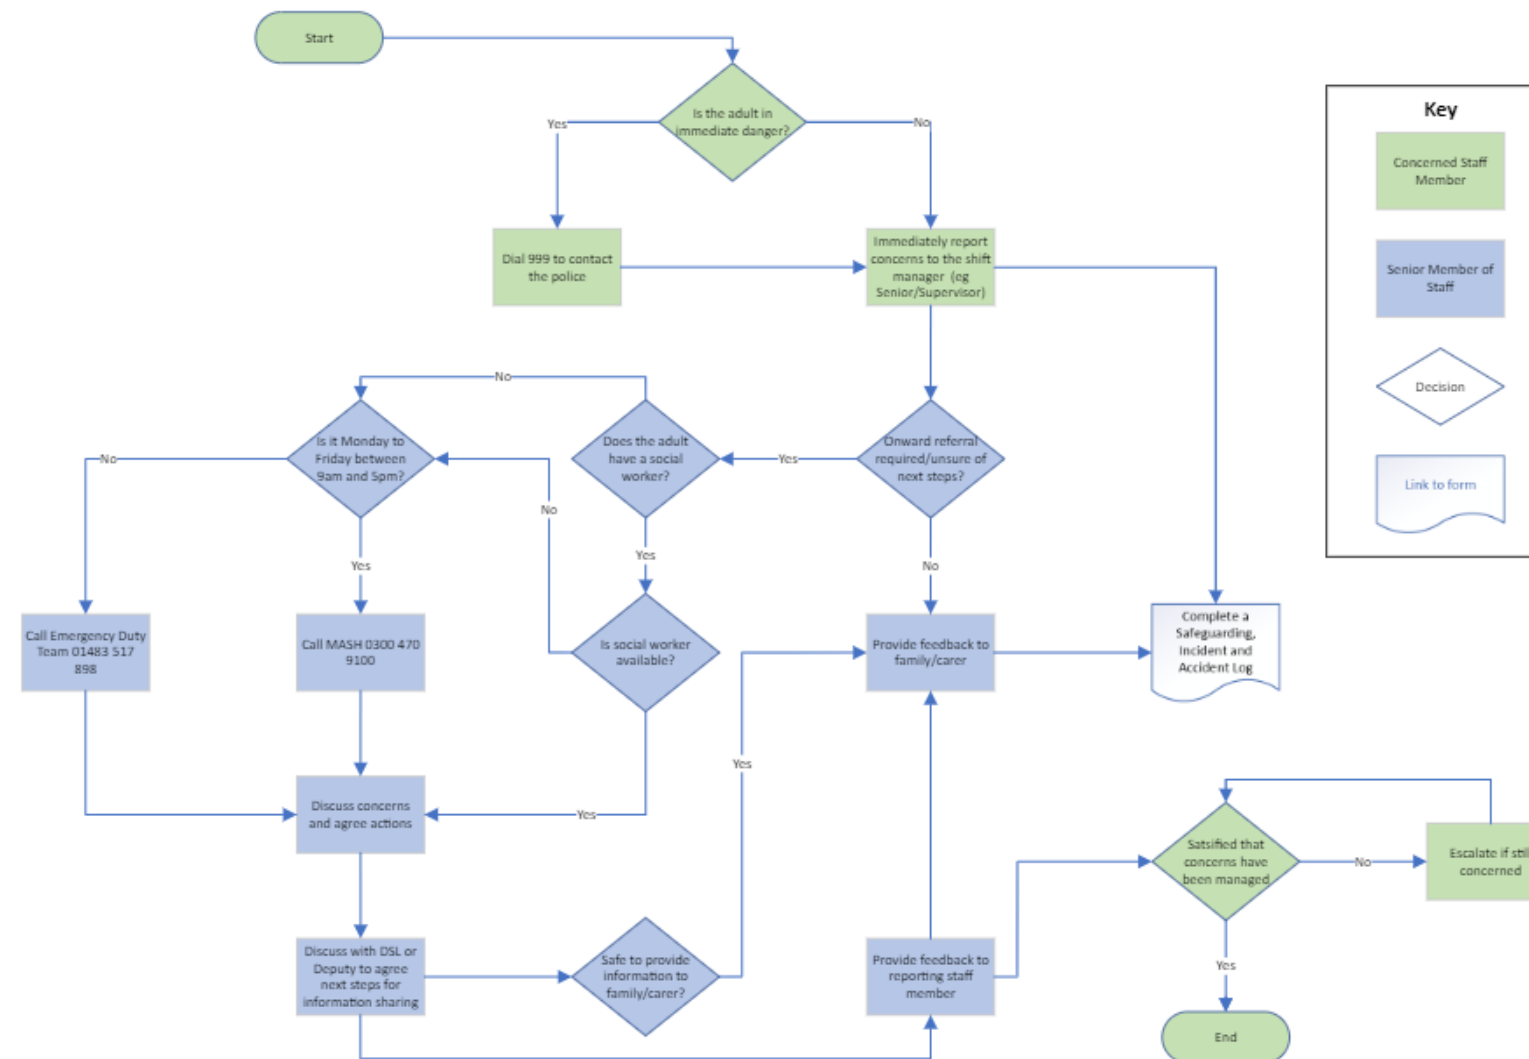 Start
Is the adult in
immediate danger?
Yes
No
Key
Concerned Staff
Member
Dial 999 to contact
the police
Immediately report
concerns to the shift
manager (eg
Senior/Supervisor)
Senior Member of
Staff
Decision
Link to form
No
Is it Monday to
Friday between
9am and 5pm?
Does the adult
have a social
worker?
Onward referral
required/unsure of
next steps?
No
Yes
No
Yes
Yes
No
Call Emergency Duty
Team 01483 517
898
Call MASH 0300 470
9100
Is social worker
available?
Provide feedback to
family/carer
Complete a
Safeguarding,
Incident and
Accident Log
Yes
Discuss concerns
and agree actions
Yes
Satsified that
concerns have
been managed
No
Escalate if still
concerned
Discuss with DSL or
Deputy to agree
next steps for
information sharing
Safe to provide
information to
family/carer?
Provide feedback to
reporting staff
member
Yes
End